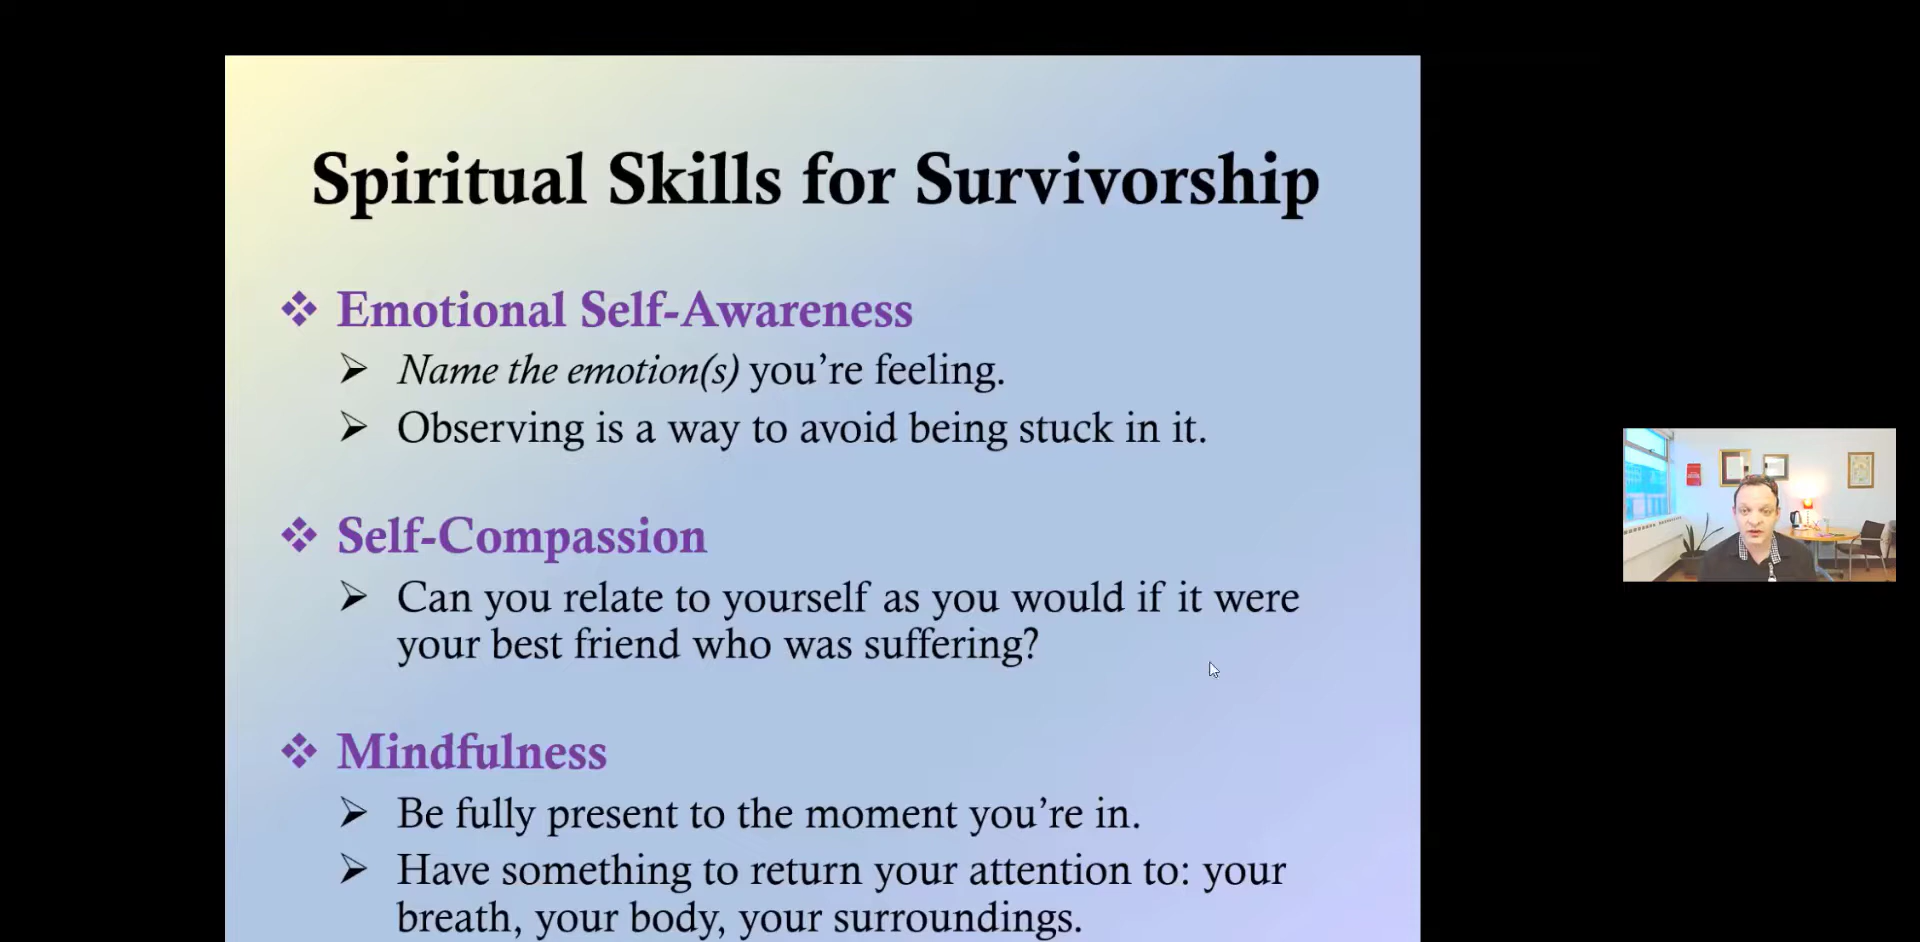 Spiritual Skills for Survivorship
Emotional Self-Awareness
Name the emotion(s) you’re feeling.
Observing is a way to avoid being stuck in it.
Self-Compassion
Can you relate to yourself as you would if it were
your best friend who was suffering?
Mindfulness
Be fully present to the moment you’re in.
Have something to return your attention to: your
breath, your body, your surroundings.